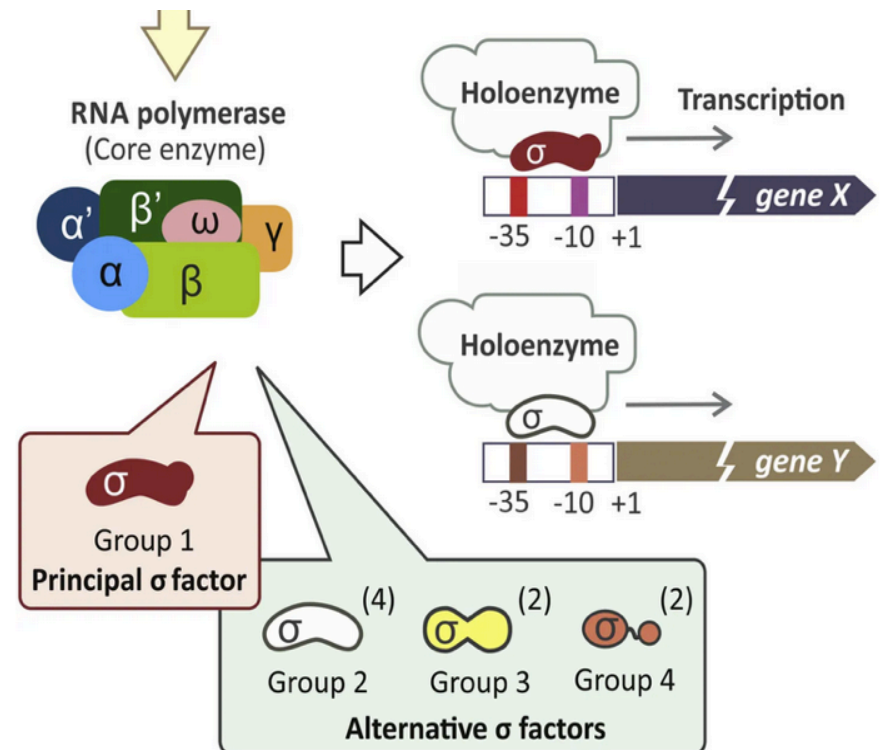 RNA polymerase
(Core enzyme)
α’
β’
ω
γ
α
β
Holoenzyme
Transcription
σ
gene X
-35
-10
+1
Holoenzyme
σ
gene Y
-35
-10
+1
σ
Group 1
Principal σ factor
σ
(4)
σ
(2)
σ
(2)
Group 2
Group 3
Group 4
Alternative σ factors